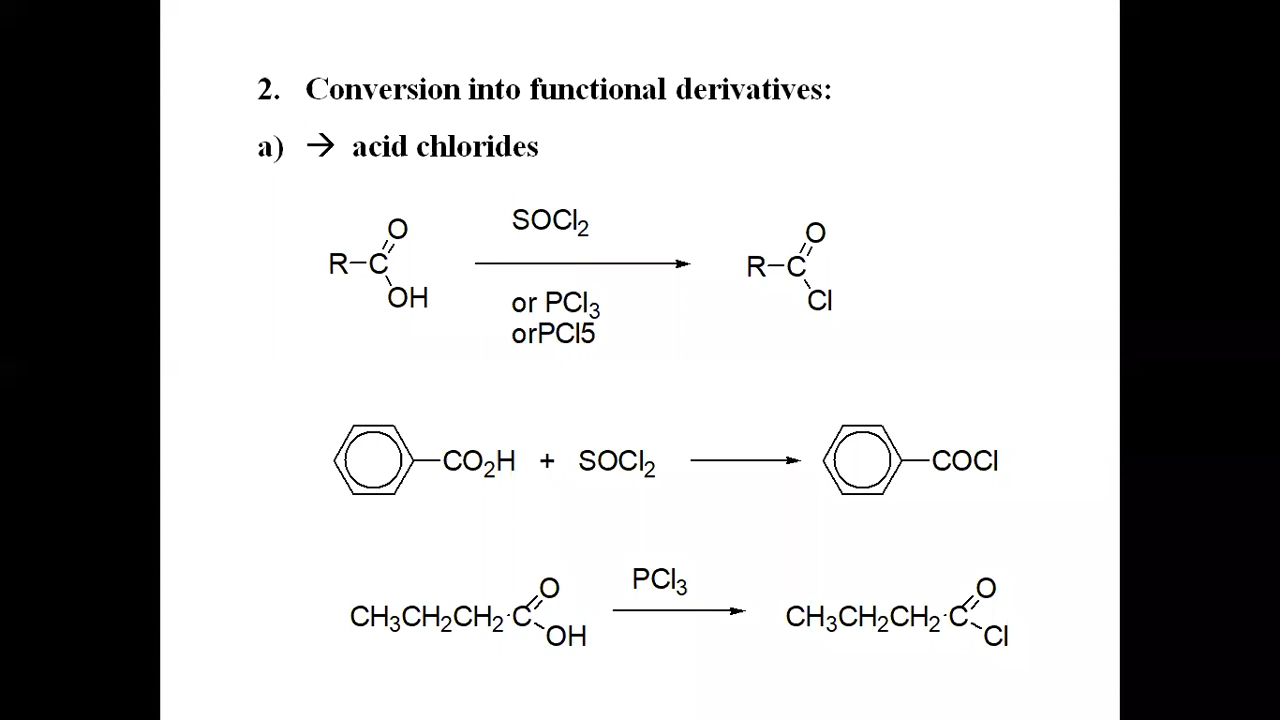 2. Conversion into functional derivatives:
a) → acid chlorides
O
R-C
OH
SOCl2
or PCl3
orPCl5
O
R-C
Cl
CO2H + SOCl2
COCl
O
CH3CH2CH2-C
OH
PCl3
O
CH3CH2CH2-C
Cl